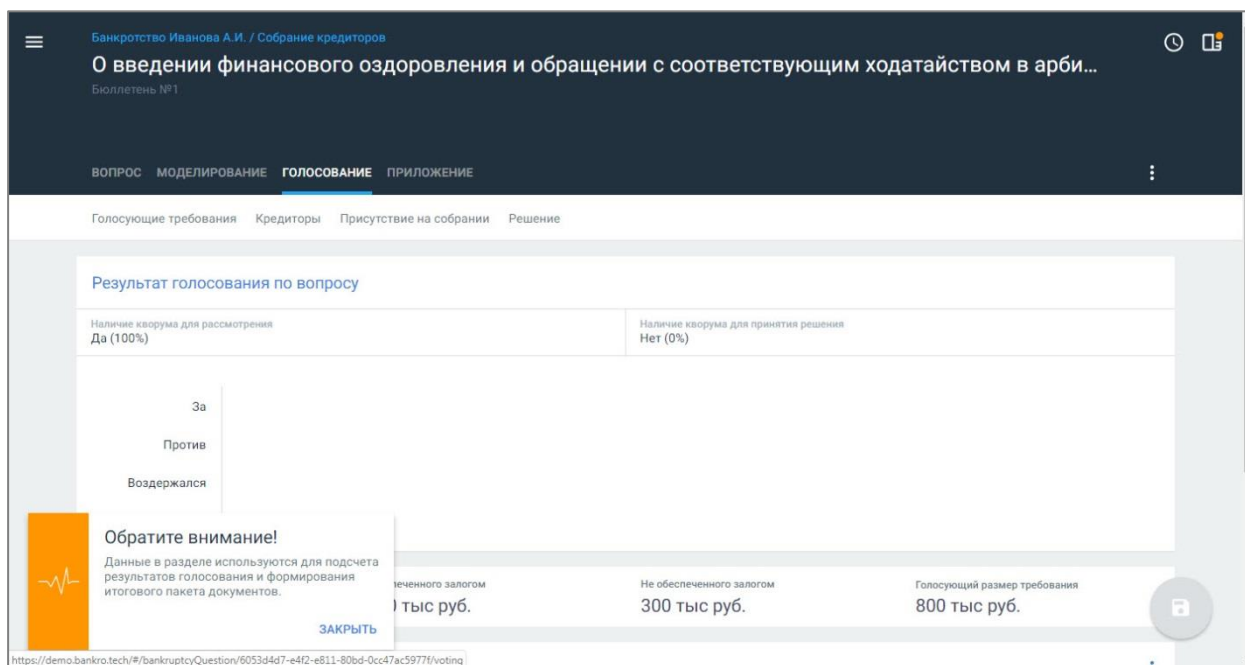 Банкротство Иванова А.И. / Собрание кредиторов
О введении финансового оздоровления и обращении с соответствующим ходатайством в арби...
Бюллетень №1
ВОПРОС МОДЕЛИРОВАНИЕ ГОЛОСОВАНИЕ ПРИЛОЖЕНИЕ
Голосующие требования Кредиторы Присутствие на собрании Решение
Результат голосования по вопросу
Наличие кворума для рассмотрения Наличие кворума для принятия решения
Да (100%) Нет (0%)
За
Против
Воздержался
Обратите внимание!
Данные в разделе используются для подсчета
результатов голосования и формирования
итогового пакета документов.
ЗАКРЫТЬ
залогом Не обеспеченного залогом Голосующий размер требования
тыс руб. 300 тыс руб. 800 тыс руб.
https://demo.bankro.tech/#/bankruptcyQuestion/6053d4d7-e4f2-e811-80bd-0cc47ac5977f/voting